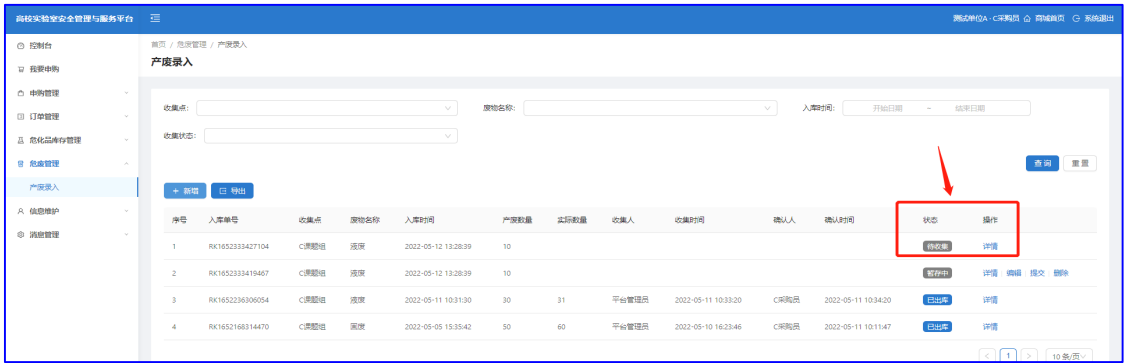 高校实验室安全管理与服务平台 测试单位A - C采购员 商城首页 系统退出
控制台
我要申购
申购管理
订单管理
危化品库存管理
危废管理
产废录入
信息维护
消息管理
首页 / 危废管理 / 产废录入
产废录入
收集点: 废物名称: 入库时间: 开始日期 ~ 结束日期
收集状态:
查 询 重 置
+ 新增 导出
序号 入库单号 收集点 废物名称 入库时间 产废数量 实际数量 收集人 收集时间 确认人 确认时间 状态 操作
1 RK1652333427104 C课题组 液废 2022-05-12 13:28:39 10 待收集 详情
2 RK1652333419467 C课题组 液废 2022-05-12 13:28:39 10 暂存中 详情 编辑 提交 删除
3 RK1652236306054 C课题组 液废 2022-05-11 10:31:30 30 31 平台管理员 2022-05-11 10:33:20 C采购员 2022-05-11 10:34:20 已出库 详情
4 RK1652168314470 C课题组 固废 2022-05-05 15:35:42 50 60 平台管理员 2022-05-10 16:23:46 C采购员 2022-05-11 10:11:47 已出库 详情
< 1 > 10 条/页